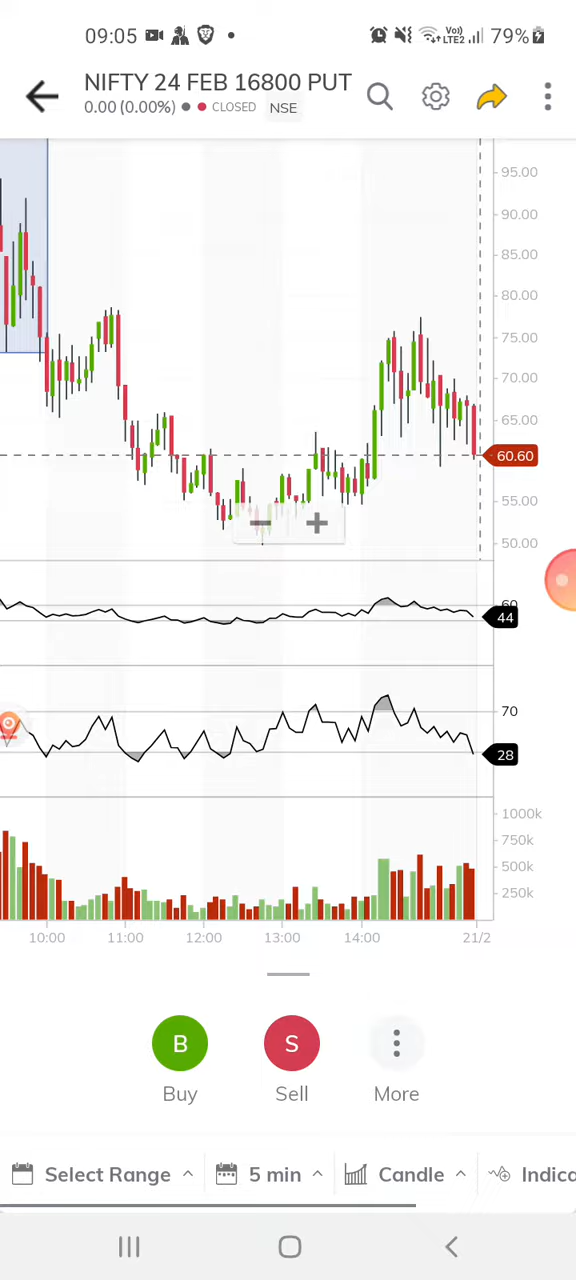 09:05 Vo)) LTE2 79%
NIFTY 24 FEB 16800 PUT
0.00 (0.00%) CLOSED NSE
95.00
90.00
85.00
80.00
75.00
70.00
65.00
60.60
55.00
50.00
60
44
70
28
1000k
750k
500k
250k
10:00 11:00 12:00 13:00 14:00 21/2
B S
Buy Sell More
Select Range 5 min Candle Indica